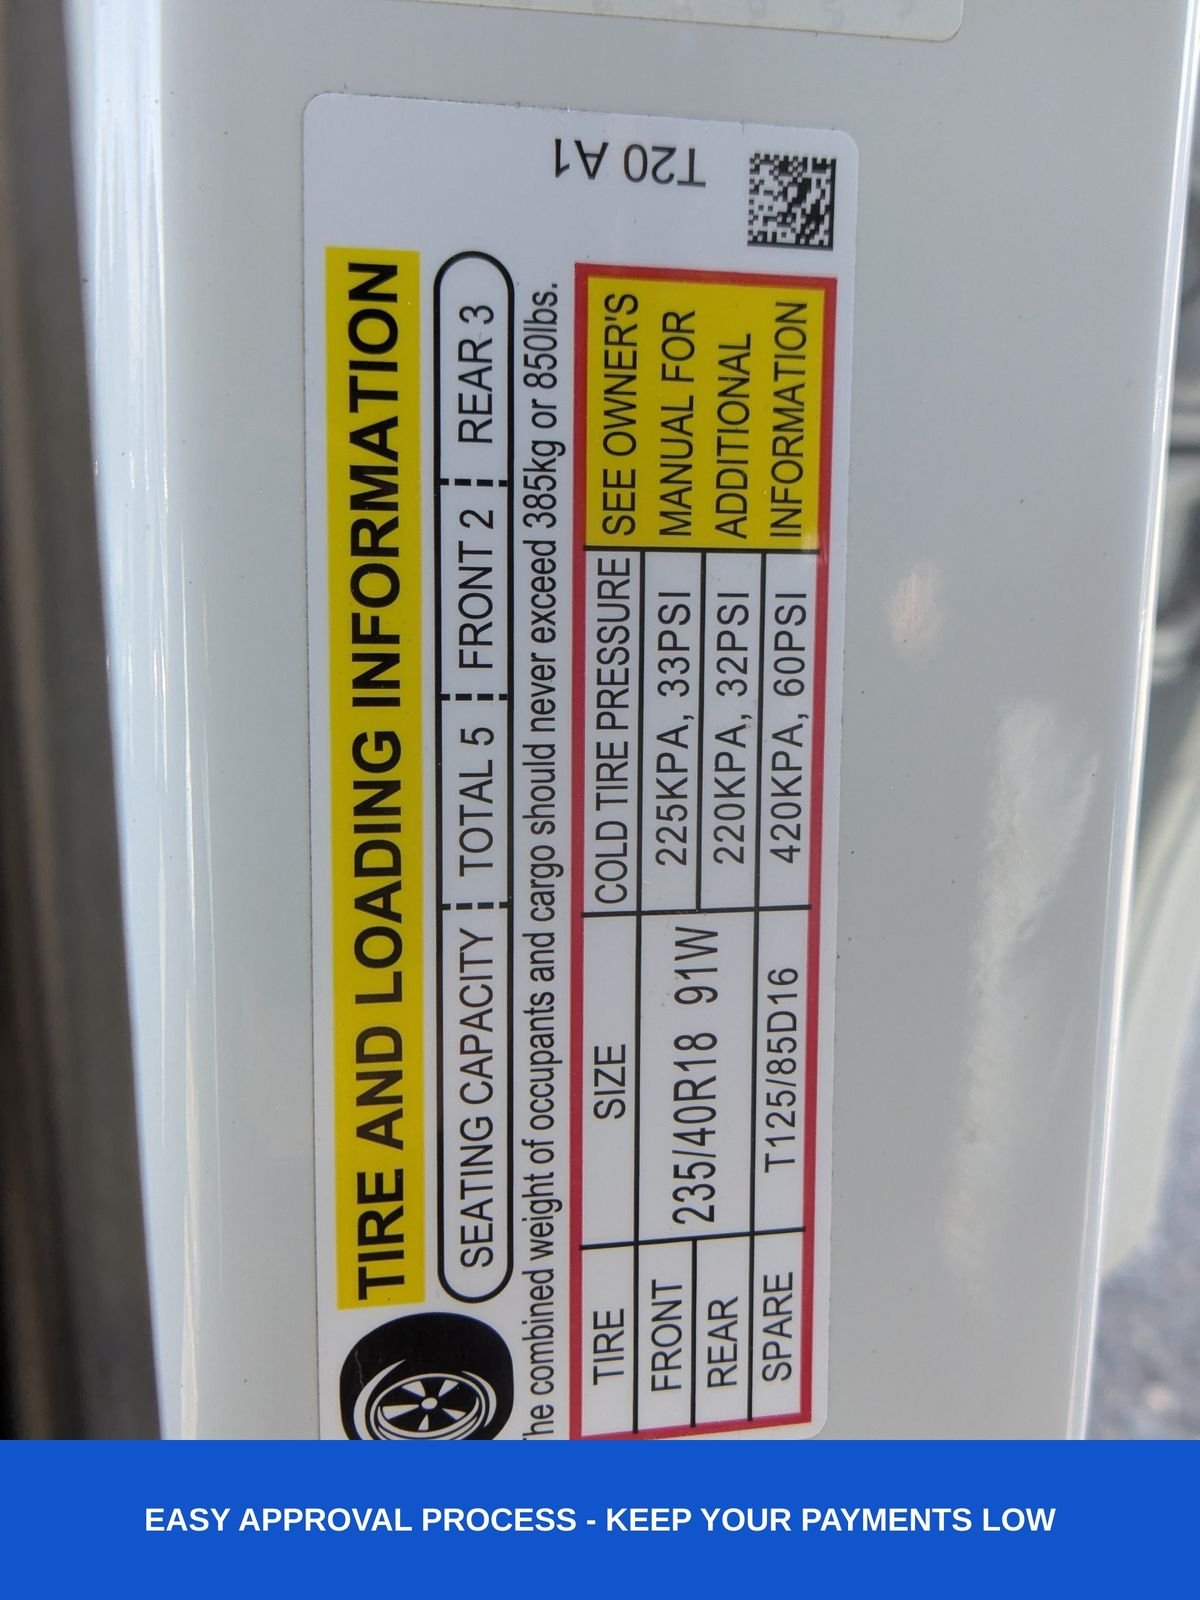 T20 A1
TIRE AND LOADING INFORMATION
SEATING CAPACITY TOTAL 5 FRONT 2 REAR 3
The combined weight of occupants and cargo should never exceed 385kg or 850lbs.
TIRE SIZE COLD TIRE PRESSURE SEE OWNER'S
FRONT 235/40R18 91W 225KPA, 33PSI MANUAL FOR
REAR 220KPA, 32PSI ADDITIONAL
SPARE T125/85D16 420KPA, 60PSI INFORMATION
EASY APPROVAL PROCESS - KEEP YOUR PAYMENTS LOW